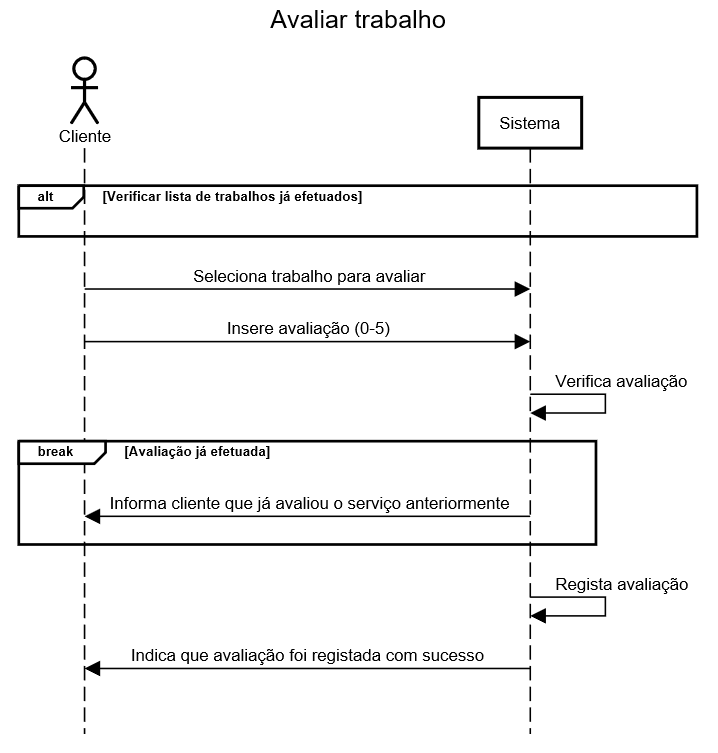 Avaliar trabalho
Cliente
Sistema
alt [Verificar lista de trabalhos já efetuados]
Seleciona trabalho para avaliar
Insere avaliação (0-5)
Verifica avaliação
break [Avaliação já efetuada]
Informa cliente que já avaliou o serviço anteriormente
Regista avaliação
Indica que avaliação foi registada com sucesso